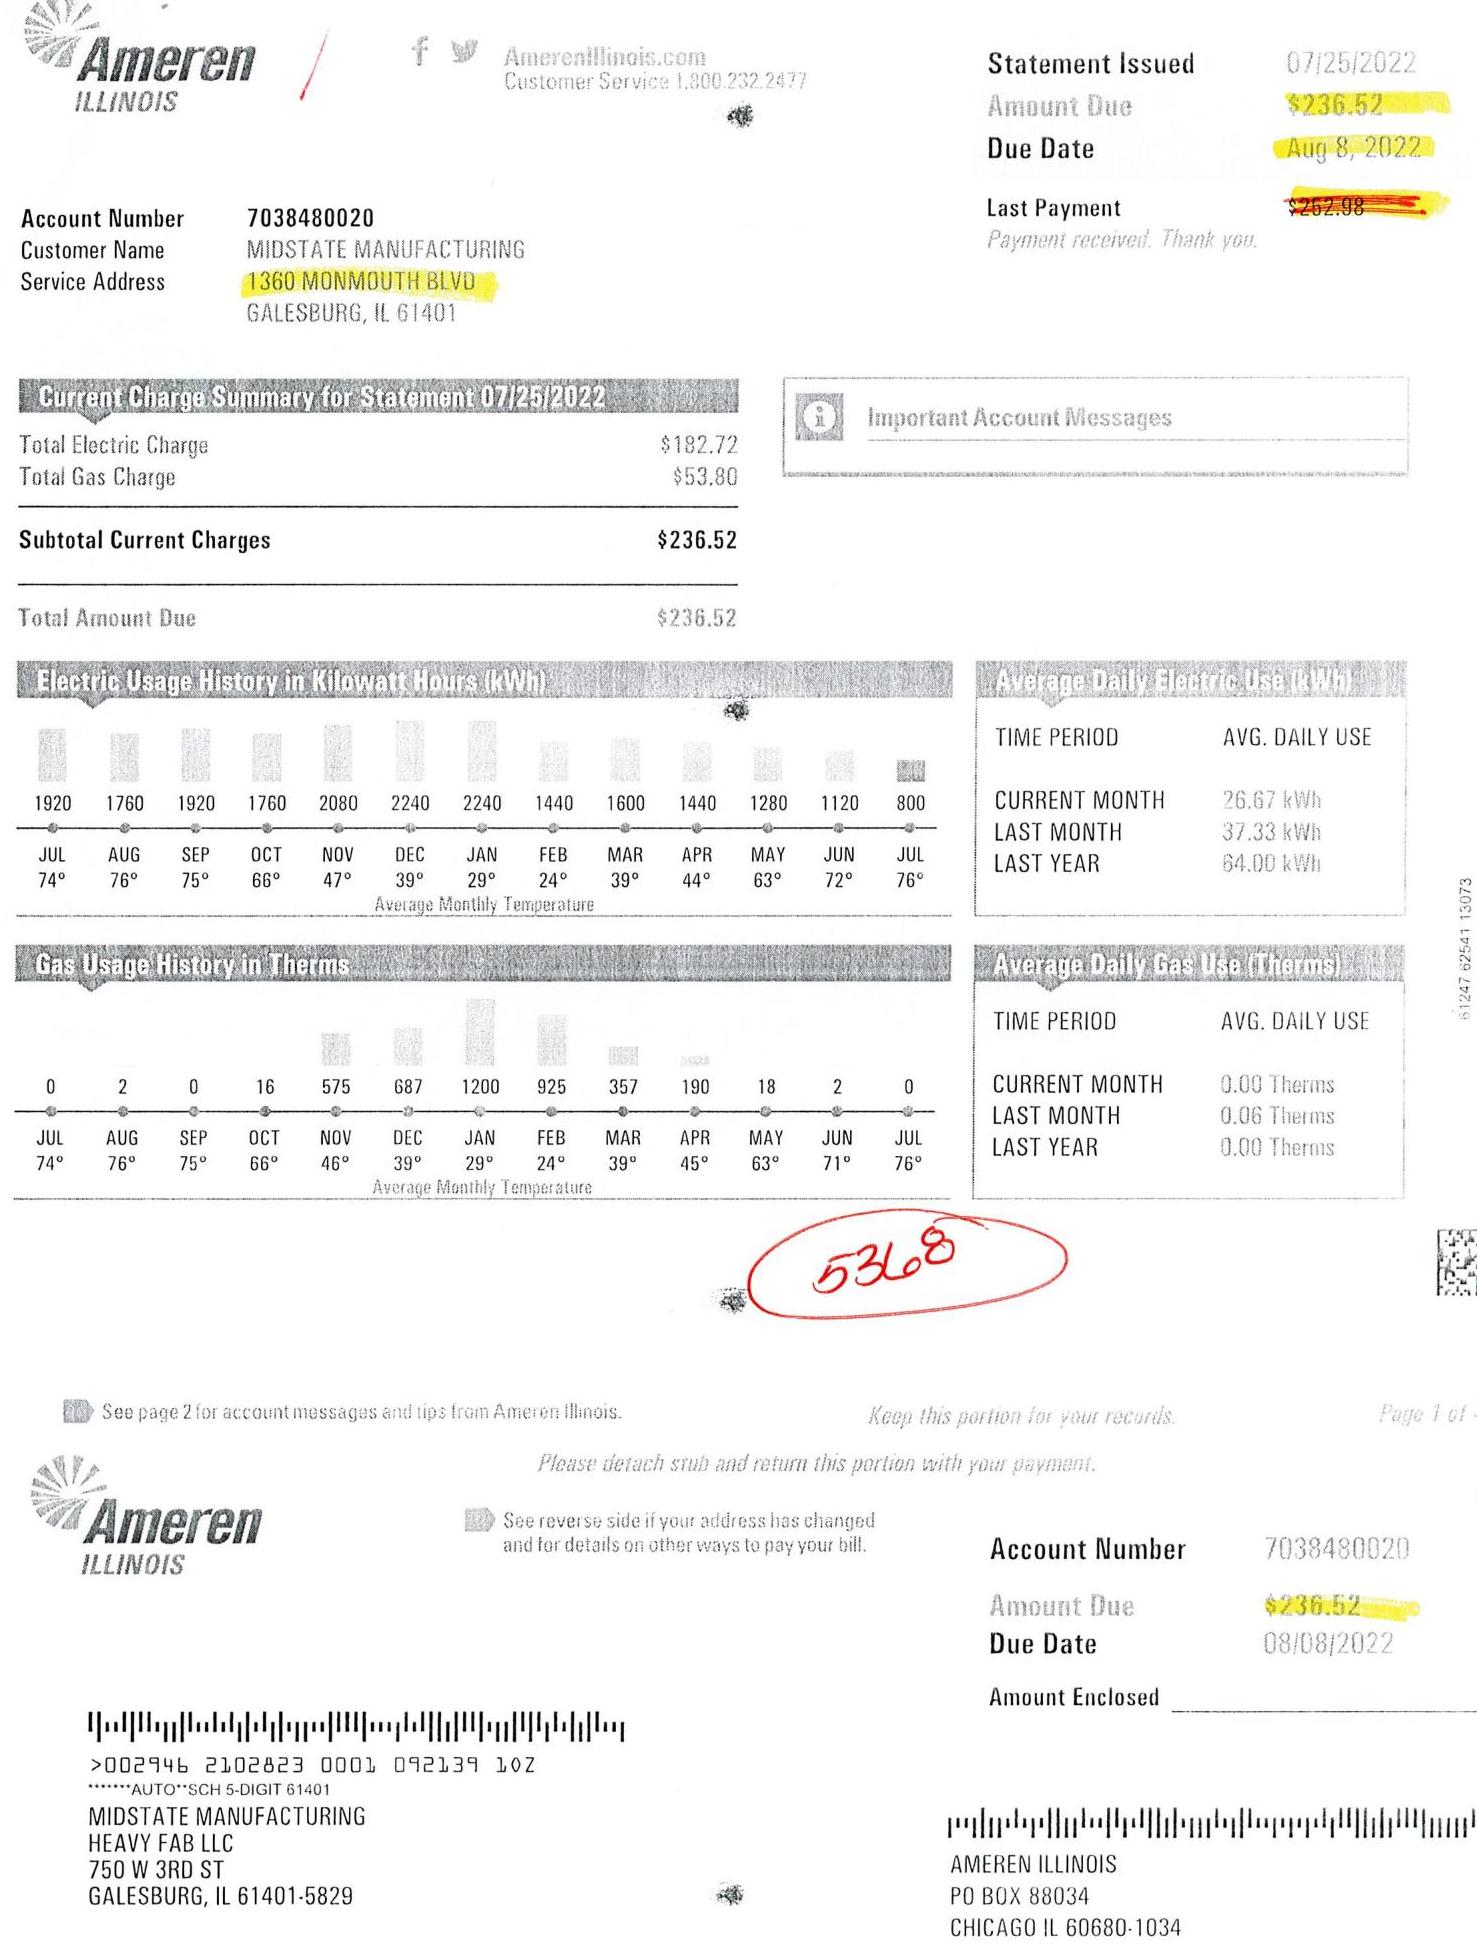 Ameren
ILLINOIS
AmerenIllinois.com
Customer Service 1.800.232.2477
Statement Issued 07/25/2022
Amount Due $236.52
Due Date Aug 8, 2022
Last Payment $252.98
Payment received. Thank you.
Account Number 7038480020
Customer Name MIDSTATE MANUFACTURING
Service Address 1360 MONMOUTH BLVD
GALESBURG, IL 61401
Current Charge Summary for Statement 07/25/2022
Total Electric Charge $182.72
Total Gas Charge $53.80
Subtotal Current Charges $236.52
Total Amount Due $236.52
Important Account Messages
Electric Usage History in Kilowatt Hours (kWh)
1920 1760 1920 1760 2080 2240 2240 1440 1600 1440 1280 1120 800
JUL AUG SEP OCT NOV DEC JAN FEB MAR APR MAY JUN JUL
74° 76° 75° 66° 47° 39° 29° 24° 39° 44° 63° 72° 76°
Average Monthly Temperature
Average Daily Electric Use (kWh)
TIME PERIOD AVG. DAILY USE
CURRENT MONTH 26.67 kWh
LAST MONTH 37.33 kWh
LAST YEAR 64.00 kWh
Gas Usage History in Therms
0 2 0 16 575 687 1200 925 357 190 18 2 0
JUL AUG SEP OCT NOV DEC JAN FEB MAR APR MAY JUN JUL
74° 76° 75° 66° 46° 39° 29° 24° 39° 45° 63° 71° 76°
Average Monthly Temperature
Average Daily Gas Use (Therms)
TIME PERIOD AVG. DAILY USE
CURRENT MONTH 0.00 Therms
LAST MONTH 0.06 Therms
LAST YEAR 0.00 Therms
61247 62541 13073
5368
See page 2 for account messages and tips from Ameren Illinois.
Keep this portion for your records.
Page 1 of
Please detach stub and return this portion with your payment.
Ameren
ILLINOIS
See reverse side if your address has changed
and for details on other ways to pay your bill.
Account Number 7038480020
Amount Due $236.52
Due Date 08/08/2022
Amount Enclosed
>002946 2102823 0001 092139 10Z
*******AUTO**SCH 5-DIGIT 61401
MIDSTATE MANUFACTURING
HEAVY FAB LLC
750 W 3RD ST
GALESBURG, IL 61401-5829
AMEREN ILLINOIS
PO BOX 88034
CHICAGO IL 60680-1034